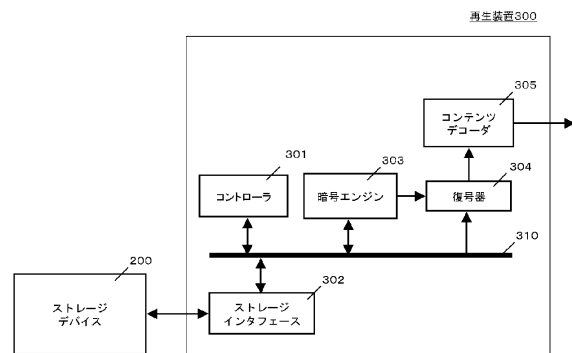 再生装置300
305
コンテンツ
デコーダ
301
303
304
コントローラ
暗号エンジン
復号器
310
200
302
ストレージ
デバイス
ストレージ
インタフェース